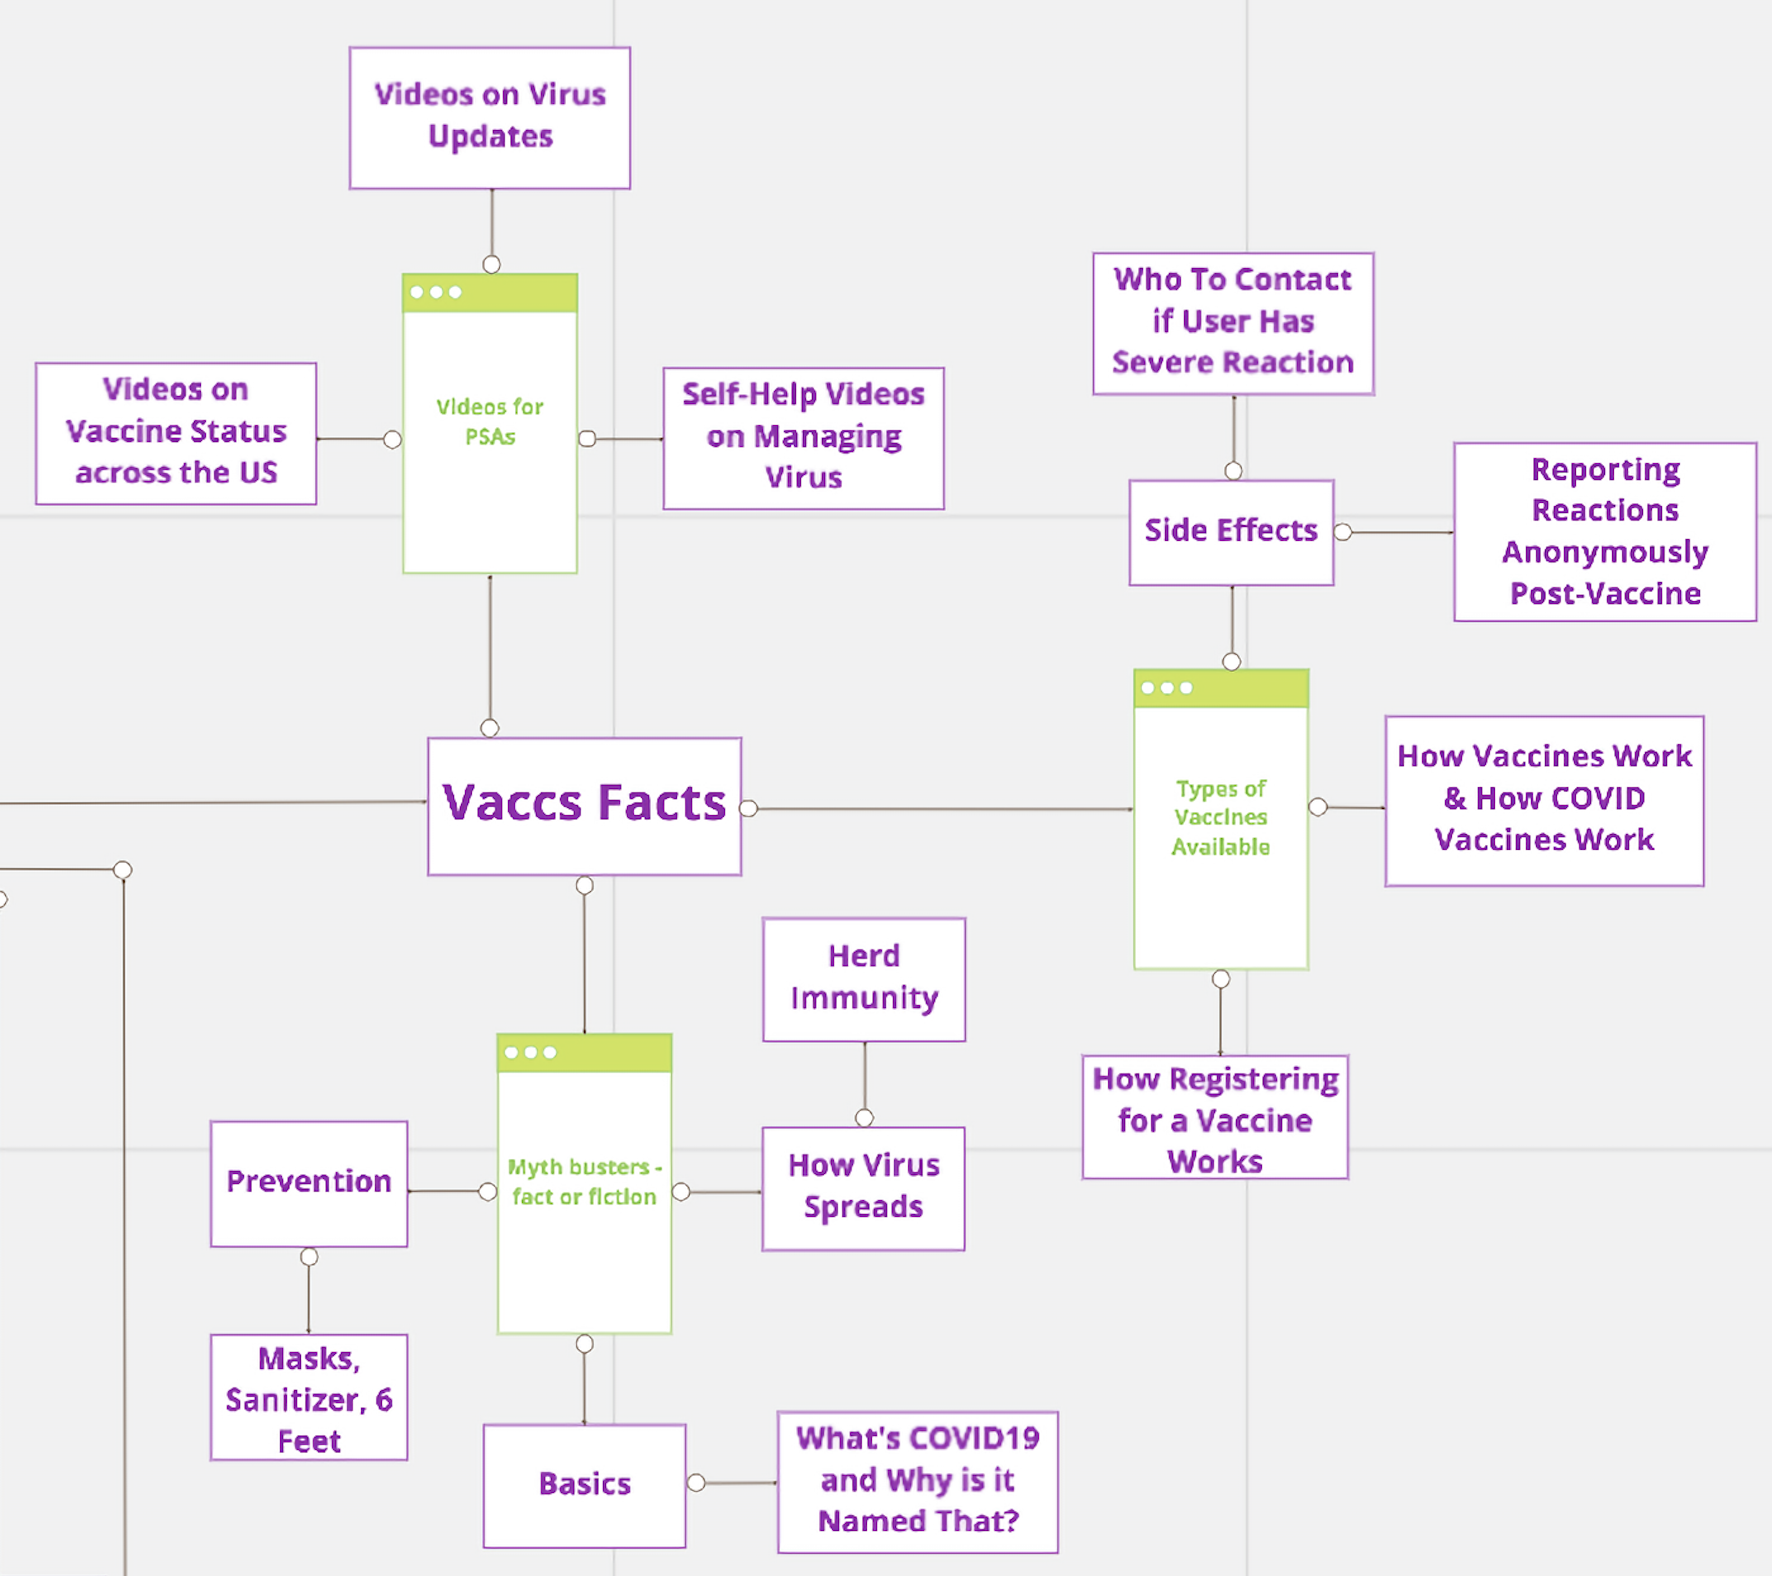 Videos on Virus
Updates
Videos on
Vaccine Status
across the US
Videos for
PSAs
Self-Help Videos
on Managing
Virus
Who To Contact
if User Has
Severe Reaction
Side Effects
Reporting
Reactions
Anonymously
Post-Vaccine
Vaccs Facts
Types of
Vaccines
Available
How Vaccines Work
& How COVID
Vaccines Work
Herd
Immunity
How Registering
for a Vaccine
Works
Prevention
Myth busters -
fact or fiction
How Virus
Spreads
Masks,
Sanitizer, 6
Feet
Basics
What's COVID19
and Why is it
Named That?